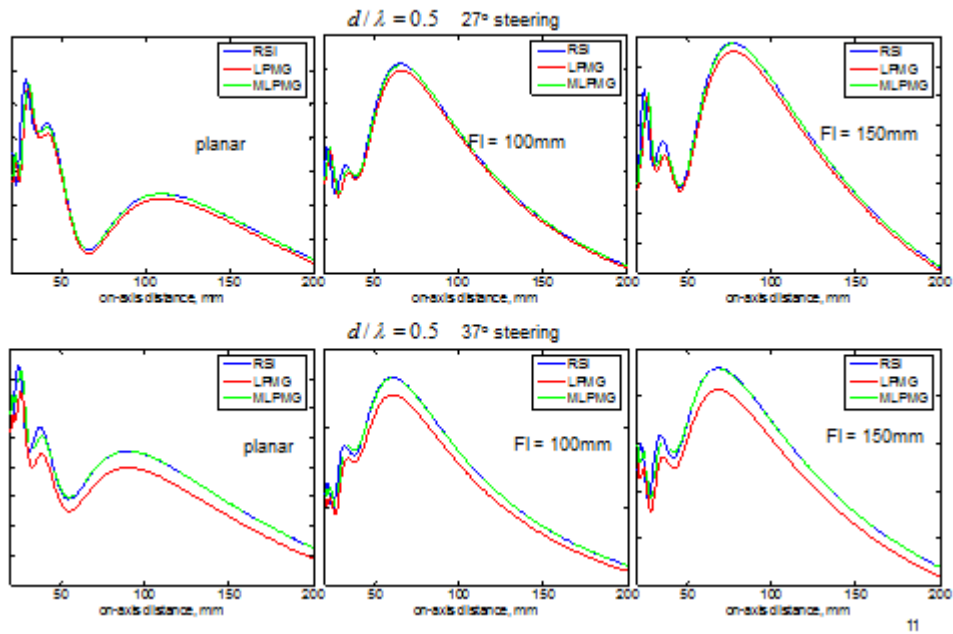 d / λ = 0.5 27° steering
RSI
LPMG
MLPMG
planar
50 100 150 200
on-axis distance, mm
RSI
LPMG
MLPMG
Fl = 100mm
50 100 150 200
on-axis distance, mm
RSI
LPMG
MLPMG
Fl = 150mm
50 100 150 200
on-axis distance, mm
d / λ = 0.5 37° steering
RSI
LPMG
MLPMG
planar
50 100 150 200
on-axis distance, mm
RSI
LPMG
MLPMG
Fl = 100mm
50 100 150 200
on-axis distance, mm
RSI
LPMG
MLPMG
Fl = 150mm
50 100 150 200
on-axis distance, mm
11